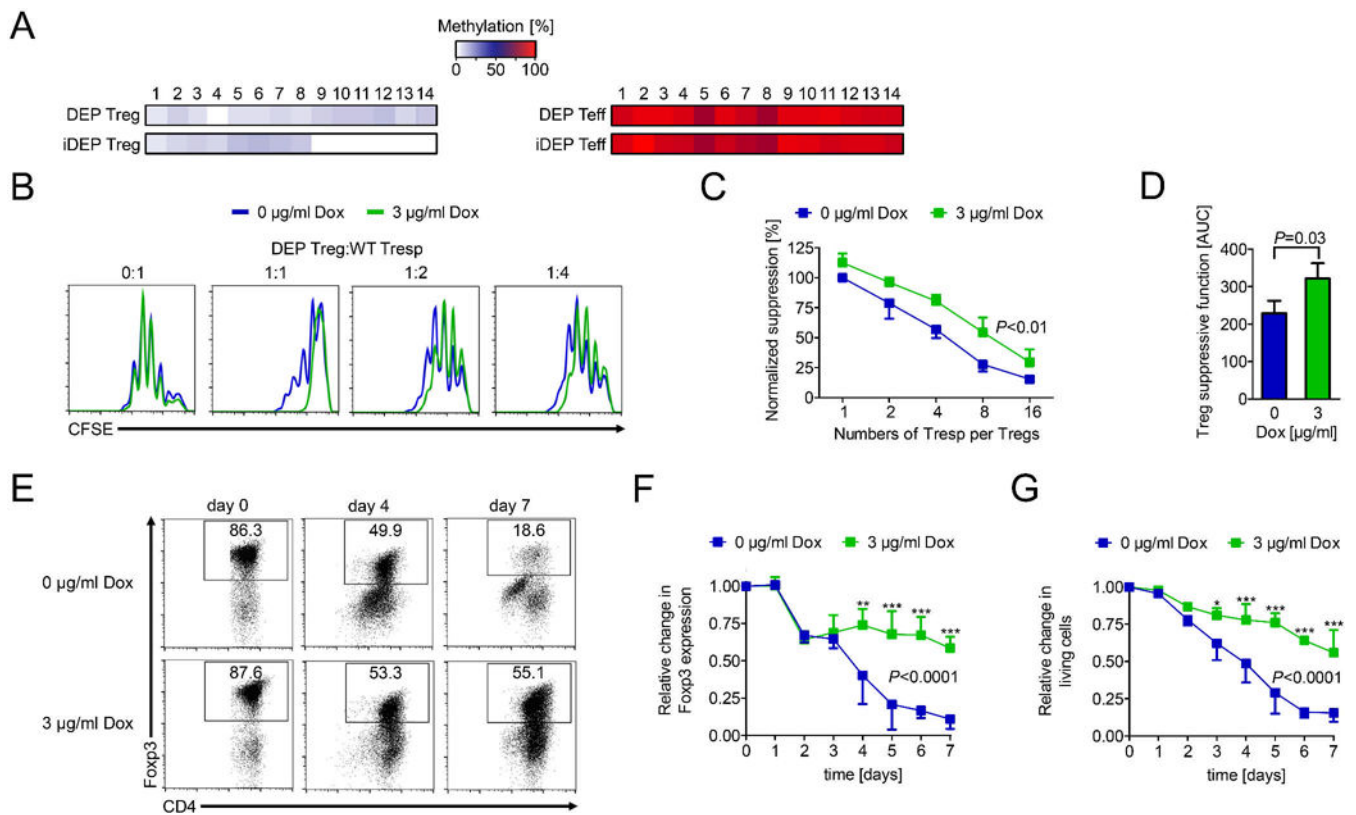 A
Methylation [%]
0 50 100
1 2 3 4 5 6 7 8 9 10 11 12 13 14
DEP Treg
iDEP Treg
1 2 3 4 5 6 7 8 9 10 11 12 13 14
DEP Teff
iDEP Teff
B
0 µg/ml Dox 3 µg/ml Dox
DEP Treg:WT Tresp
0:1 1:1 1:2 1:4
CFSE
C
0 µg/ml Dox 3 µg/ml Dox
Normalized suppression [%]
125
100
75
50
25
0
P<0.01
1 2 4 8 16
Numbers of Tresp per Tregs
D
Treg suppressive function [AUC]
400
300
200
100
0
P=0.03
0 3
Dox [µg/ml]
E
day 0 day 4 day 7
0 µg/ml Dox
86.3 49.9 18.6
3 µg/ml Dox
87.6 53.3 55.1
Foxp3
CD4
F
0 µg/ml Dox 3 µg/ml Dox
Relative change in
Foxp3 expression
1.00
0.75
0.50
0.25
0.00
** *** *** ***
P<0.0001
0 1 2 3 4 5 6 7
time [days]
G
0 µg/ml Dox 3 µg/ml Dox
Relative change in
living cells
1.00
0.75
0.50
0.25
0.00
* *** *** *** ***
P<0.0001
0 1 2 3 4 5 6 7
time [days]